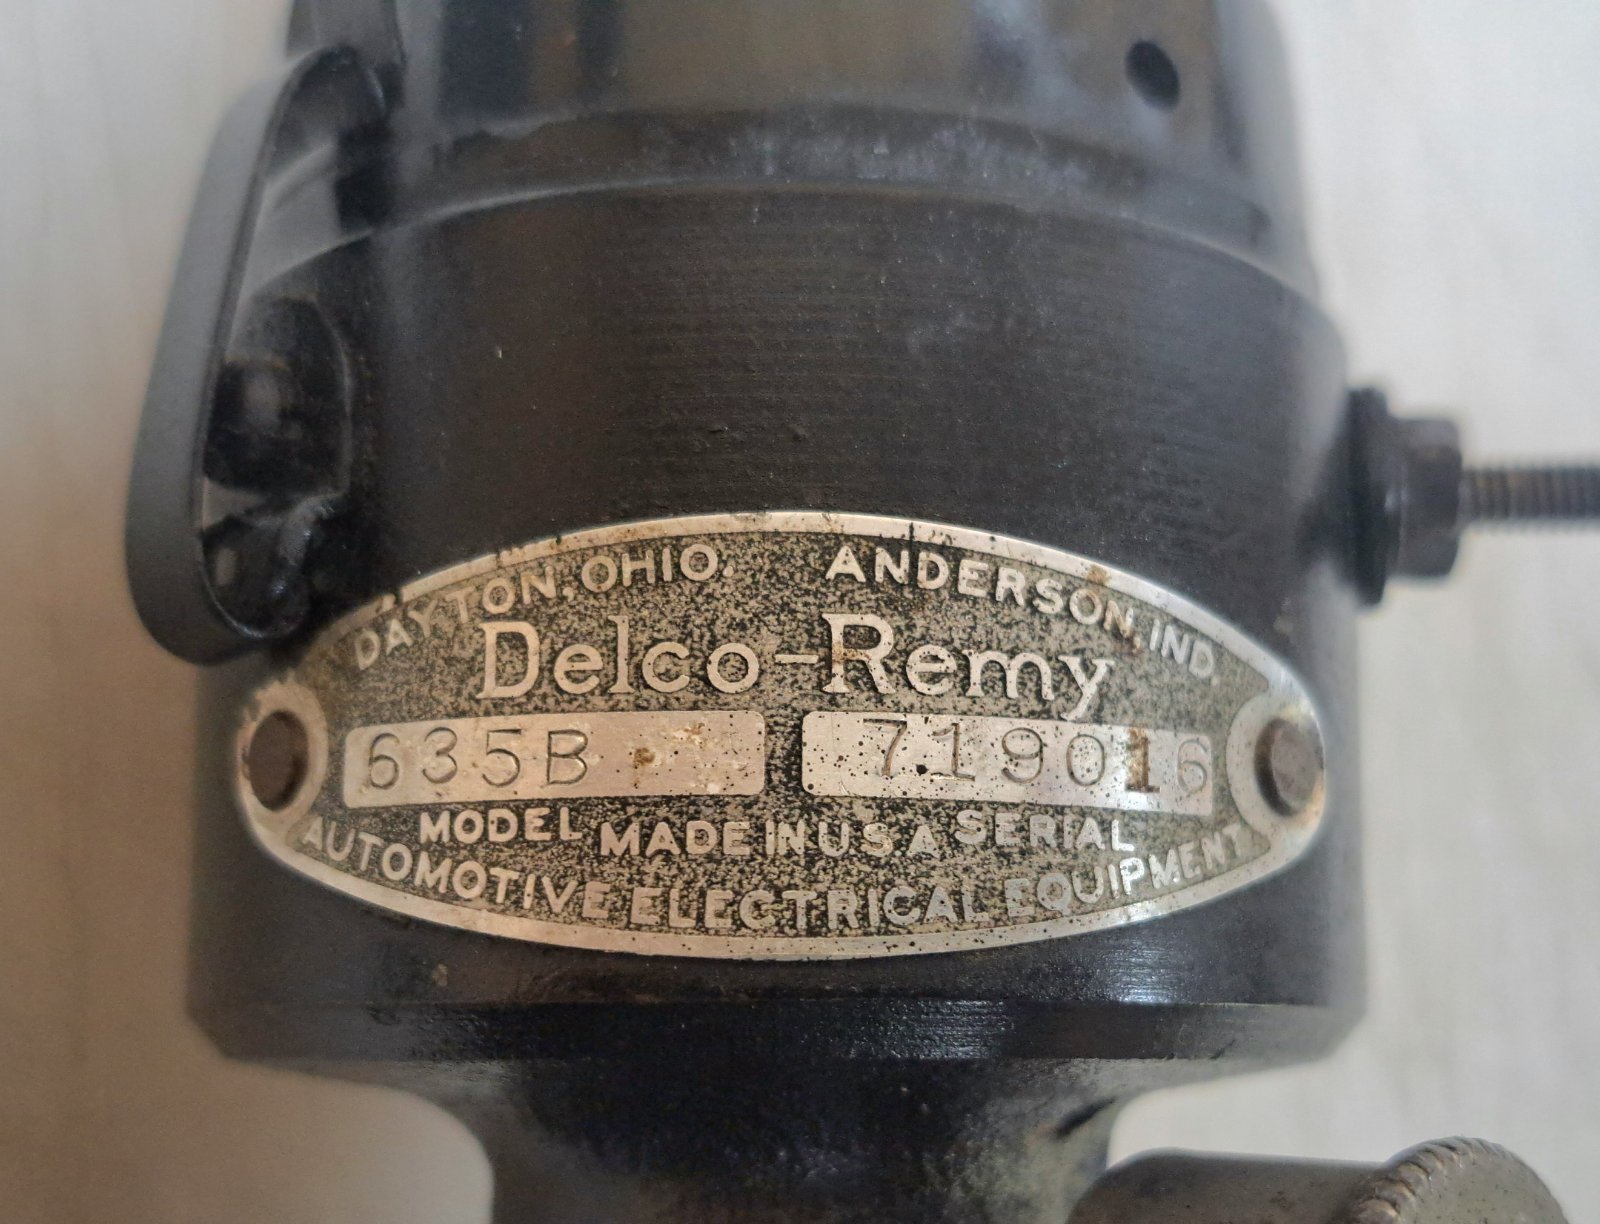 DAYTON, OHIO. ANDERSON, IND.
Delco-Remy
635B 719016
MODEL MADE IN U S A SERIAL
AUTOMOTIVE ELECTRICAL EQUIPMENT